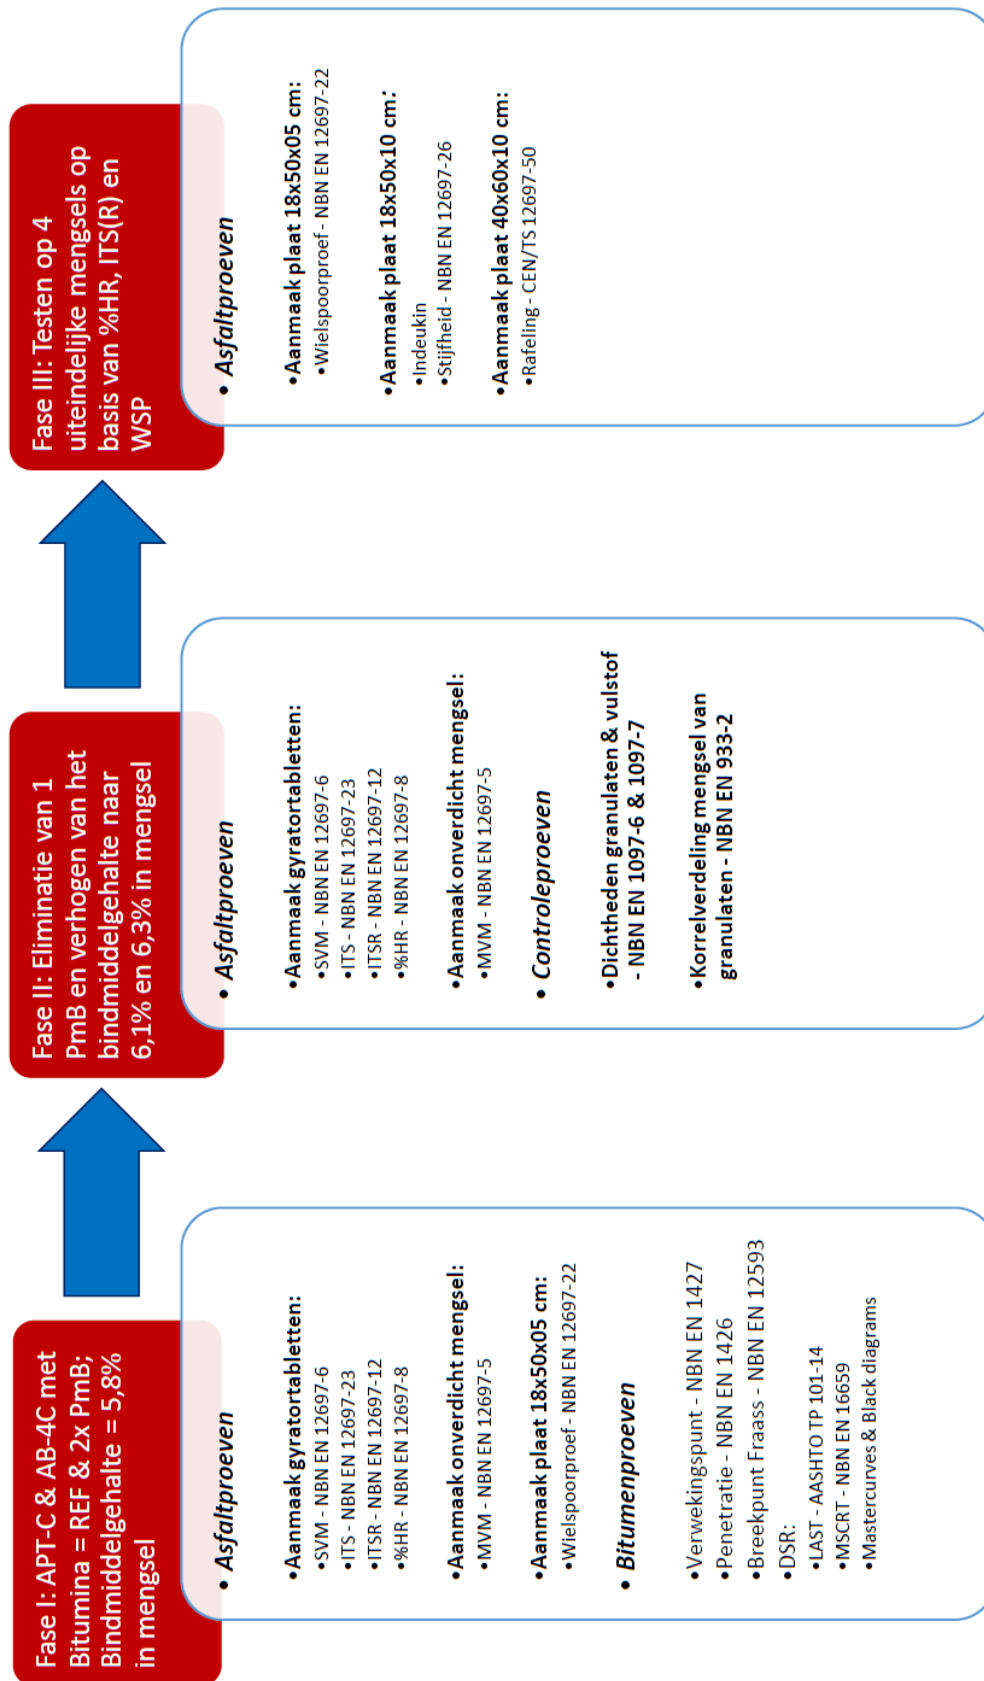 Fase I: APT-C & AB-4C met
Bitumina = REF & 2x PmB;
Bindmiddelgehalte = 5,8%
in mengsel
• Asfaltproeven
•Aanmaak gyratortabletten:
•SVM - NBN EN 12697-6
•ITS - NBN EN 12697-23
•ITSR - NBN EN 12697-12
•%HR - NBN EN 12697-8
•Aanmaak onverdicht mengsel:
•MVM - NBN EN 12697-5
•Aanmaak plaat 18x50x05 cm:
•Wielspoorproef - NBN EN 12697-22
• Bitumenproeven
•Verwekingspunt - NBN EN 1427
•Penetratie - NBN EN 1426
•Breekpunt Fraass - NBN EN 12593
•DSR:
•LAST - AASHTO TP 101-14
•MSCRT - NBN EN 16659
•Mastercurves & Black diagrams
Fase II: Eliminatie van 1
PmB en verhogen van het
bindmiddelgehalte naar
6,1% en 6,3% in mengsel
• Asfaltproeven
•Aanmaak gyratortabletten:
•SVM - NBN EN 12697-6
•ITS - NBN EN 12697-23
•ITSR - NBN EN 12697-12
•%HR - NBN EN 12697-8
•Aanmaak onverdicht mengsel:
•MVM - NBN EN 12697-5
• Controleproeven
•Dichtheden granulaten & vulstof
- NBN EN 1097-6 & 1097-7
•Korrelverdeling mengsel van
granulaten - NBN EN 933-2
Fase III: Testen op 4
uiteindelijke mengsels op
basis van %HR, ITS(R) en
WSP
• Asfaltproeven
•Aanmaak plaat 18x50x05 cm:
•Wielspoorproef - NBN EN 12697-22
•Aanmaak plaat 18x50x10 cm:
•Indeukin
•Stijfheid - NBN EN 12697-26
•Aanmaak plaat 40x60x10 cm:
•Rafeling - CEN/TS 12697-50